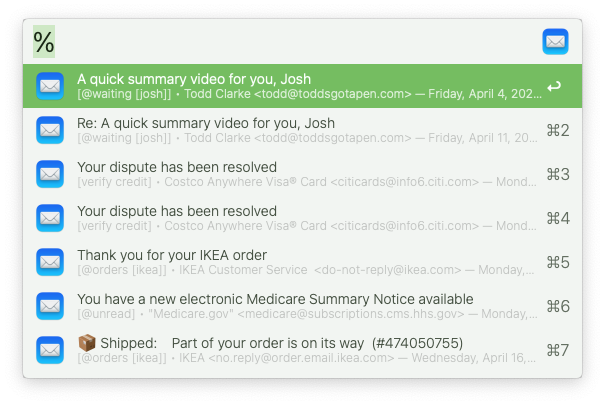 %
A quick summary video for you, Josh
[@waiting [josh]] • Todd Clarke <todd@toddsgotapen.com> — Friday, April 4, 202... ↩
Re: A quick summary video for you, Josh
[@waiting [josh]] • Todd Clarke <todd@toddsgotapen.com> — Friday, April 11, 20... ⌘2
Your dispute has been resolved
[verify credit] • Costco Anywhere Visa® Card <citicards@info6.citi.com> — Mond... ⌘3
Your dispute has been resolved
[verify credit] • Costco Anywhere Visa® Card <citicards@info6.citi.com> — Mond... ⌘4
Thank you for your IKEA order
[@orders [ikea]] • IKEA Customer Service <do-not-reply@ikea.com> — Monday,... ⌘5
You have a new electronic Medicare Summary Notice available
[@unread] • "Medicare.gov" <medicare@subscriptions.cms.hhs.gov> — Monday,... ⌘6
📦 Shipped: Part of your order is on its way (#474050755)
[@orders [ikea]] • IKEA <no.reply@order.email.ikea.com> — Wednesday, April 16,... ⌘7